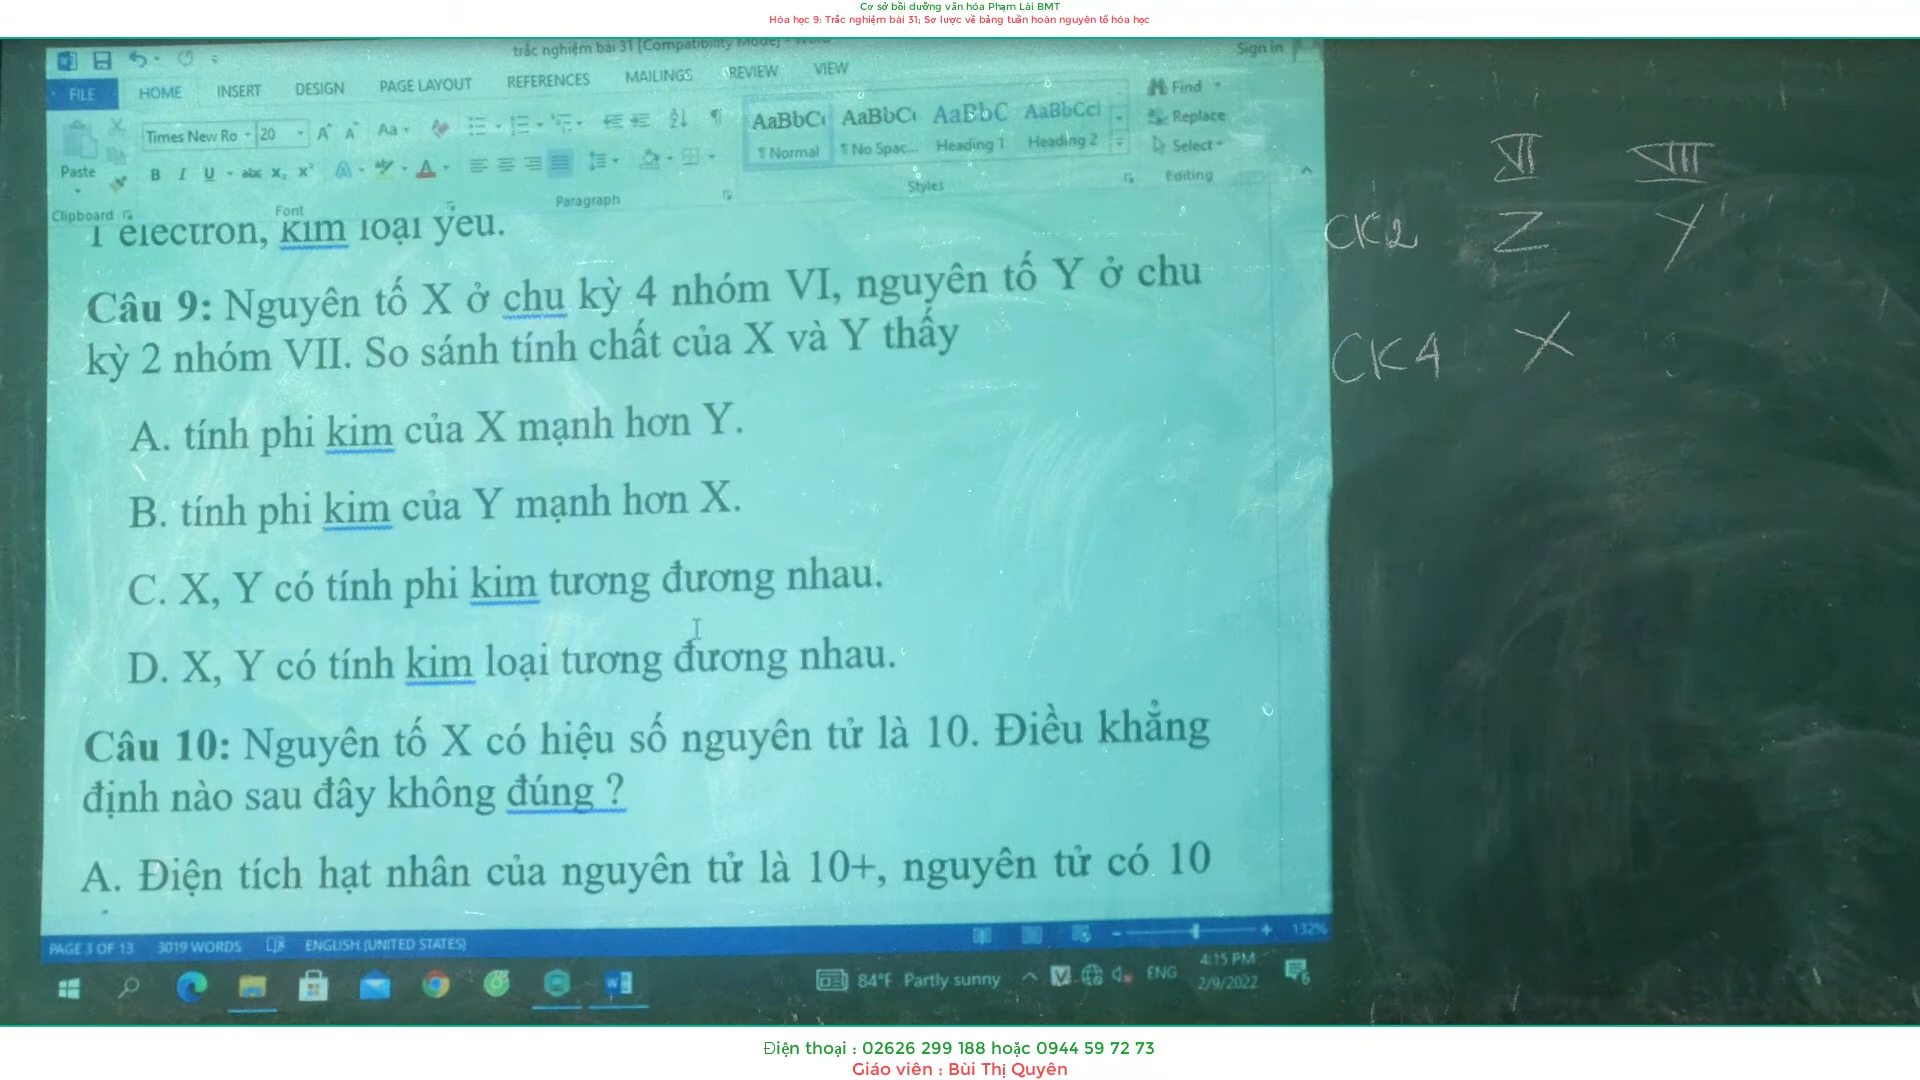 Cơ sở bồi dưỡng văn hóa Phạm Lài BMT
Hóa học 9: Trắc nghiệm bài 31; Sơ lược về bảng tuần hoàn nguyên tố hóa học
trắc nghiệm bài 31 [Compatibility Mode] - Word
Sign in
FILE HOME INSERT DESIGN PAGE LAYOUT REFERENCES MAILINGS REVIEW VIEW
Times New Ro 20
Aa
Paste
B I U abc X₂ X²
A
Clipboard
Font
Paragraph
AaBbC AaBbC AaBbC AaBbCcI
¶ Normal ¶ No Spac... Heading 1 Heading 2
Styles
Find
Replace
Select
Editing
1 electron, kim loại yếu.
Câu 9: Nguyên tố X ở chu kỳ 4 nhóm VI, nguyên tố Y ở chu
kỳ 2 nhóm VII. So sánh tính chất của X và Y thấy
A. tính phi kim của X mạnh hơn Y.
B. tính phi kim của Y mạnh hơn X.
C. X, Y có tính phi kim tương đương nhau.
D. X, Y có tính kim loại tương đương nhau.
Câu 10: Nguyên tố X có hiệu số nguyên tử là 10. Điều khẳng
định nào sau đây không đúng ?
A. Điện tích hạt nhân của nguyên tử là 10+, nguyên tử có 10
PAGE 3 OF 13 3019 WORDS ENGLISH (UNITED STATES)
132%
84°F Partly sunny
ENG
4:15 PM
2/9/2022
6
VI VII
CK2 Z Y
CK4 X
Điện thoại : 02626 299 188 hoặc 0944 59 72 73
Giáo viên : Bùi Thị Quyên